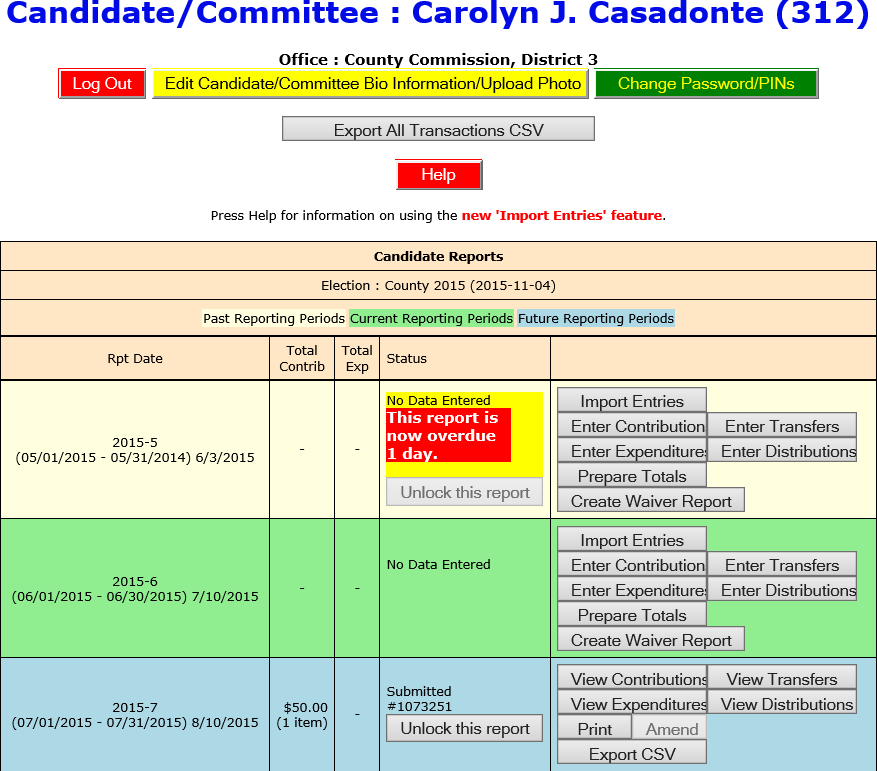 Candidate/Committee : Carolyn J. Casadonte (312)
Office : County Commission, District 3
Log Out Edit Candidate/Committee Bio Information/Upload Photo Change Password/PINs
Export All Transactions CSV
Help
Press Help for information on using the new 'Import Entries' feature.
Candidate Reports
Election : County 2015 (2015-11-04)
Past Reporting Periods Current Reporting Periods Future Reporting Periods
Rpt Date
Total
Contrib
Total
Exp
Status
2015-5
(05/01/2015 - 05/31/2014) 6/3/2015
-
-
No Data Entered
This report is
now overdue
1 day.
Unlock this report
Import Entries
Enter Contribution Enter Transfers
Enter Expenditures Enter Distributions
Prepare Totals
Create Waiver Report
2015-6
(06/01/2015 - 06/30/2015) 7/10/2015
-
-
No Data Entered
Import Entries
Enter Contribution Enter Transfers
Enter Expenditures Enter Distributions
Prepare Totals
Create Waiver Report
2015-7
(07/01/2015 - 07/31/2015) 8/10/2015
$50.00
(1 item)
-
Submitted
#1073251
Unlock this report
View Contributions View Transfers
View Expenditures View Distributions
Print Amend
Export CSV